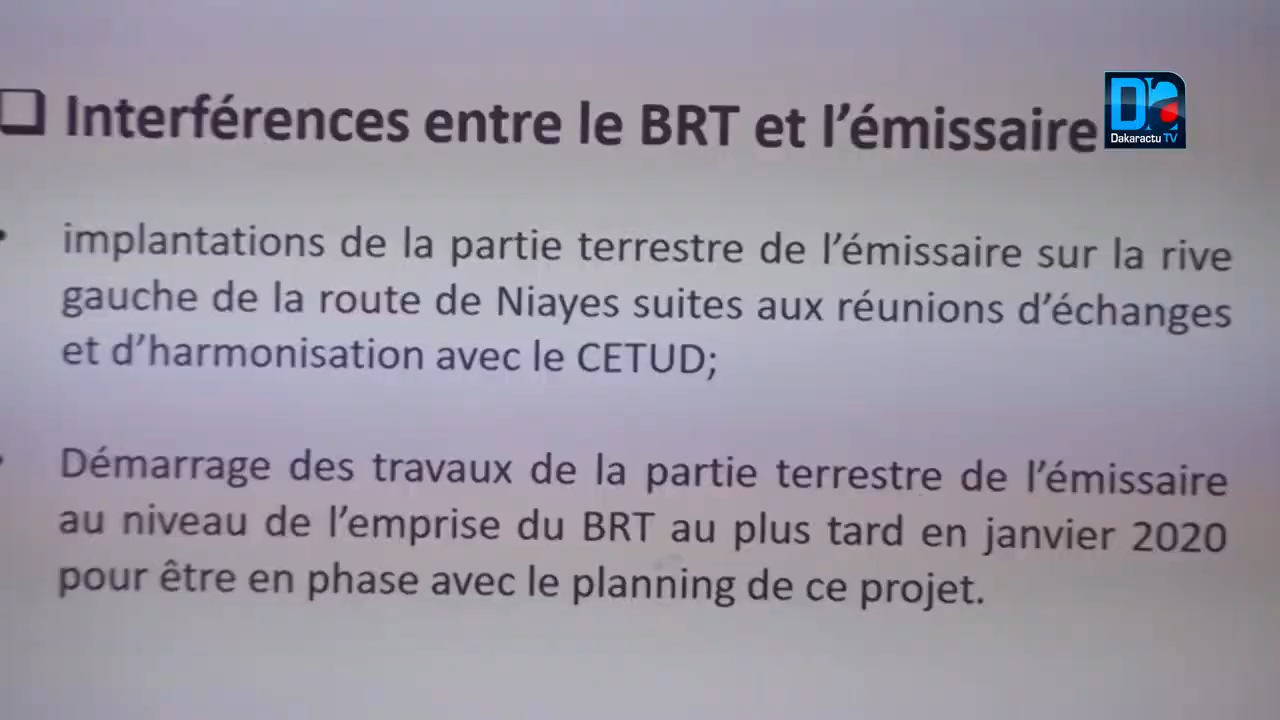 Interférences entre le BRT et l'émissaire
Dakaractu TV
implantations de la partie terrestre de l'émissaire sur la rive
gauche de la route de Niayes suites aux réunions d'échanges
et d'harmonisation avec le CETUD;
Démarrage des travaux de la partie terrestre de l'émissaire
au niveau de l'emprise du BRT au plus tard en janvier 2020
pour être en phase avec le planning de ce projet.